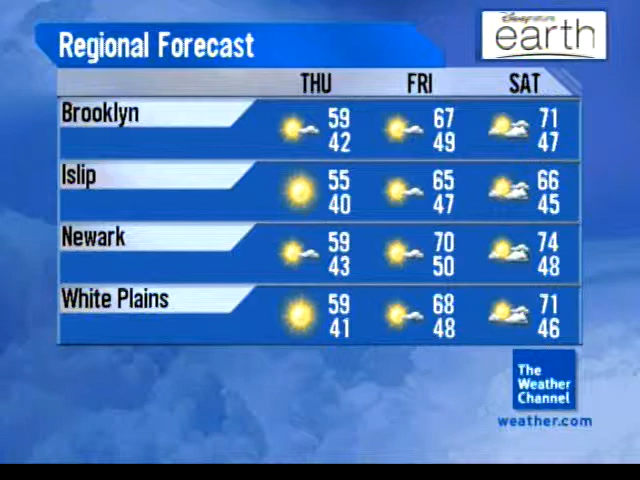 Disneynature
earth
Regional Forecast
THU FRI SAT
Brooklyn 59 67 71
42 49 47
Islip 55 65 66
40 47 45
Newark 59 70 74
43 50 48
White Plains 59 68 71
41 48 46
The
Weather
Channel
weather.com